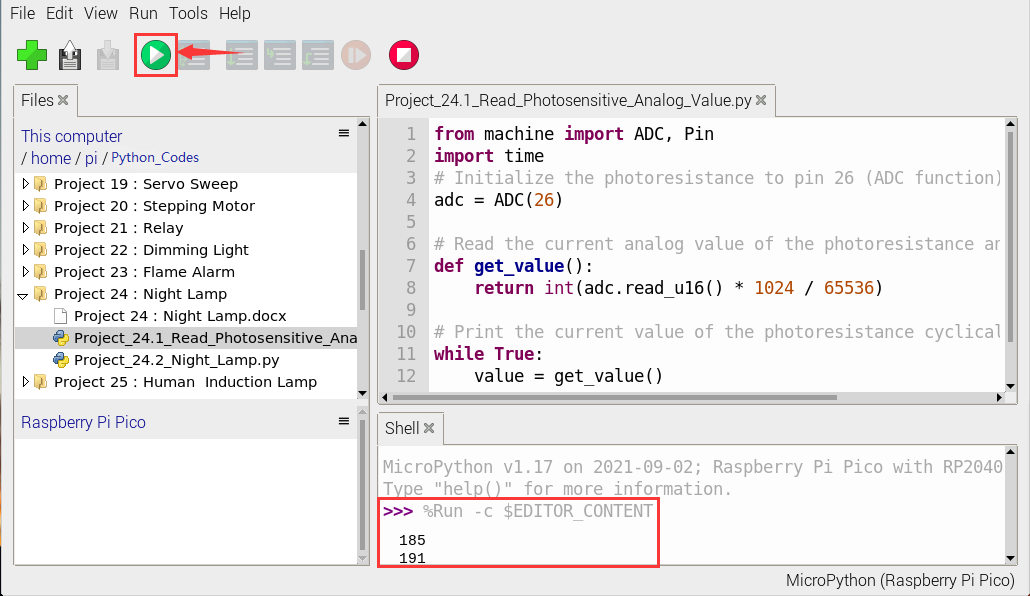 File Edit View Run Tools Help
Files
This computer
/ home / pi / Python_Codes
Project 19 : Servo Sweep
Project 20 : Stepping Motor
Project 21 : Relay
Project 22 : Dimming Light
Project 23 : Flame Alarm
Project 24 : Night Lamp
Project 24 : Night Lamp.docx
Project_24.1_Read_Photosensitive_Ana
Project_24.2_Night_Lamp.py
Project 25 : Human  Induction Lamp
Raspberry Pi Pico
Project_24.1_Read_Photosensitive_Analog_Value.py
1 from machine import ADC, Pin
2 import time
3 # Initialize the photoresistance to pin 26 (ADC function)
4 adc = ADC(26)
5
6 # Read the current analog value of the photoresistance an
7 def get_value():
8     return int(adc.read_u16() * 1024 / 65536)
9
10 # Print the current value of the photoresistance cyclical
11 while True:
12     value = get_value()
Shell
MicroPython v1.17 on 2021-09-02; Raspberry Pi Pico with RP2040
Type "help()" for more information.
>>> %Run -c $EDITOR_CONTENT
185
191
MicroPython (Raspberry Pi Pico)